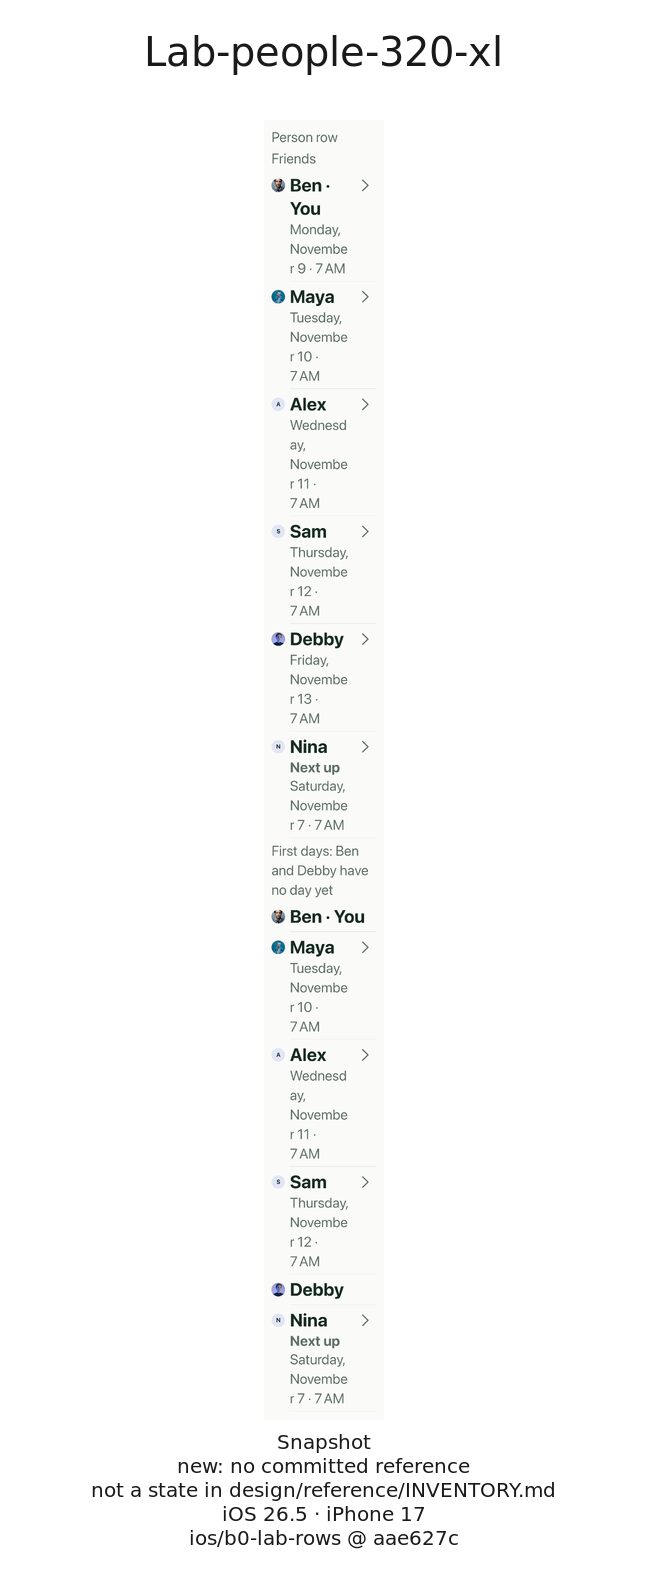 Lab-people-320-xl
Person row
Friends
Ben ·
You
Monday,
Novembe
r 9 · 7 AM
Maya
Tuesday,
Novembe
r 10 ·
7 AM
A
Alex
Wednesd
ay,
Novembe
r 11 ·
7 AM
S
Sam
Thursday,
Novembe
r 12 ·
7 AM
Debby
Friday,
Novembe
r 13 ·
7 AM
N
Nina
Next up
Saturday,
Novembe
r 7 · 7 AM
First days: Ben
and Debby have
no day yet
Ben · You
Maya
Tuesday,
Novembe
r 10 ·
7 AM
A
Alex
Wednesd
ay,
Novembe
r 11 ·
7 AM
S
Sam
Thursday,
Novembe
r 12 ·
7 AM
Debby
N
Nina
Next up
Saturday,
Novembe
r 7 · 7 AM
Snapshot
new: no committed reference
not a state in design/reference/INVENTORY.md
iOS 26.5 · iPhone 17
ios/b0-lab-rows @ aae627c